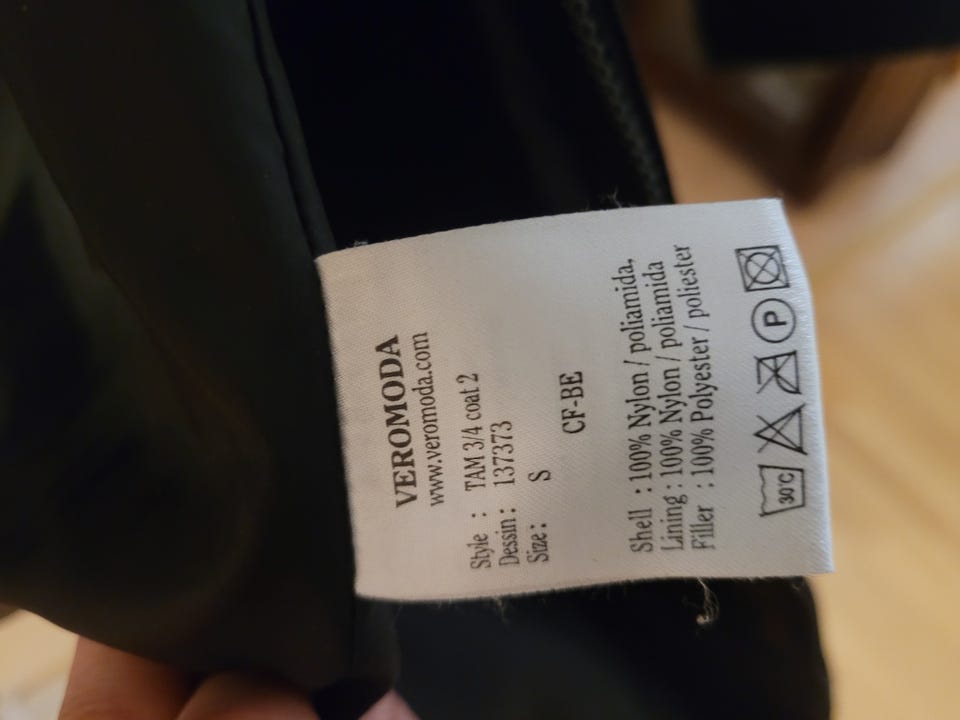 VEROMODA
www.veromoda.com
Style : TAM 3/4 coat 2
Dessin: 137373
Size: S
CF-BE
Shell : 100% Nylon / poliamida,
Lining : 100% Nylon / poliamida
Filler : 100% Polyester / poliester
30°C P